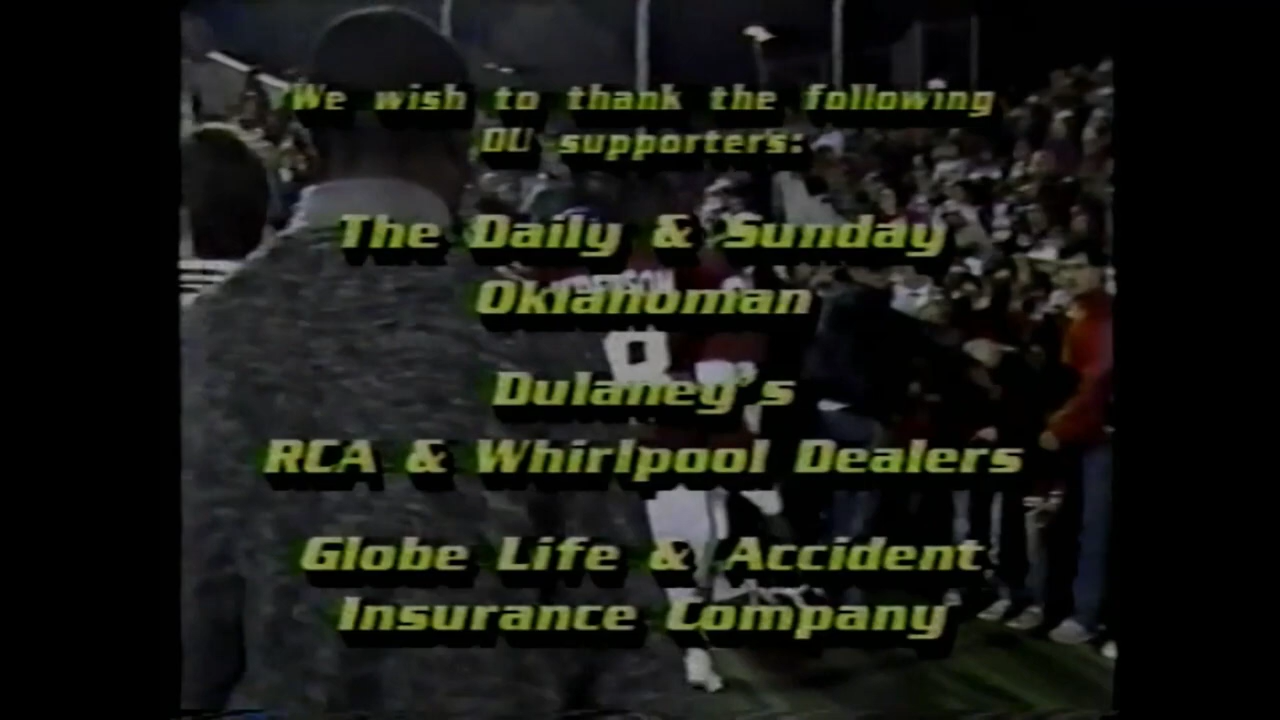 We wish to thank the following
OU supporters:
The Daily & Sunday
Oklahoman
Dulaney's
RCA & Whirlpool Dealers
Globe Life & Accident
Insurance Company
8